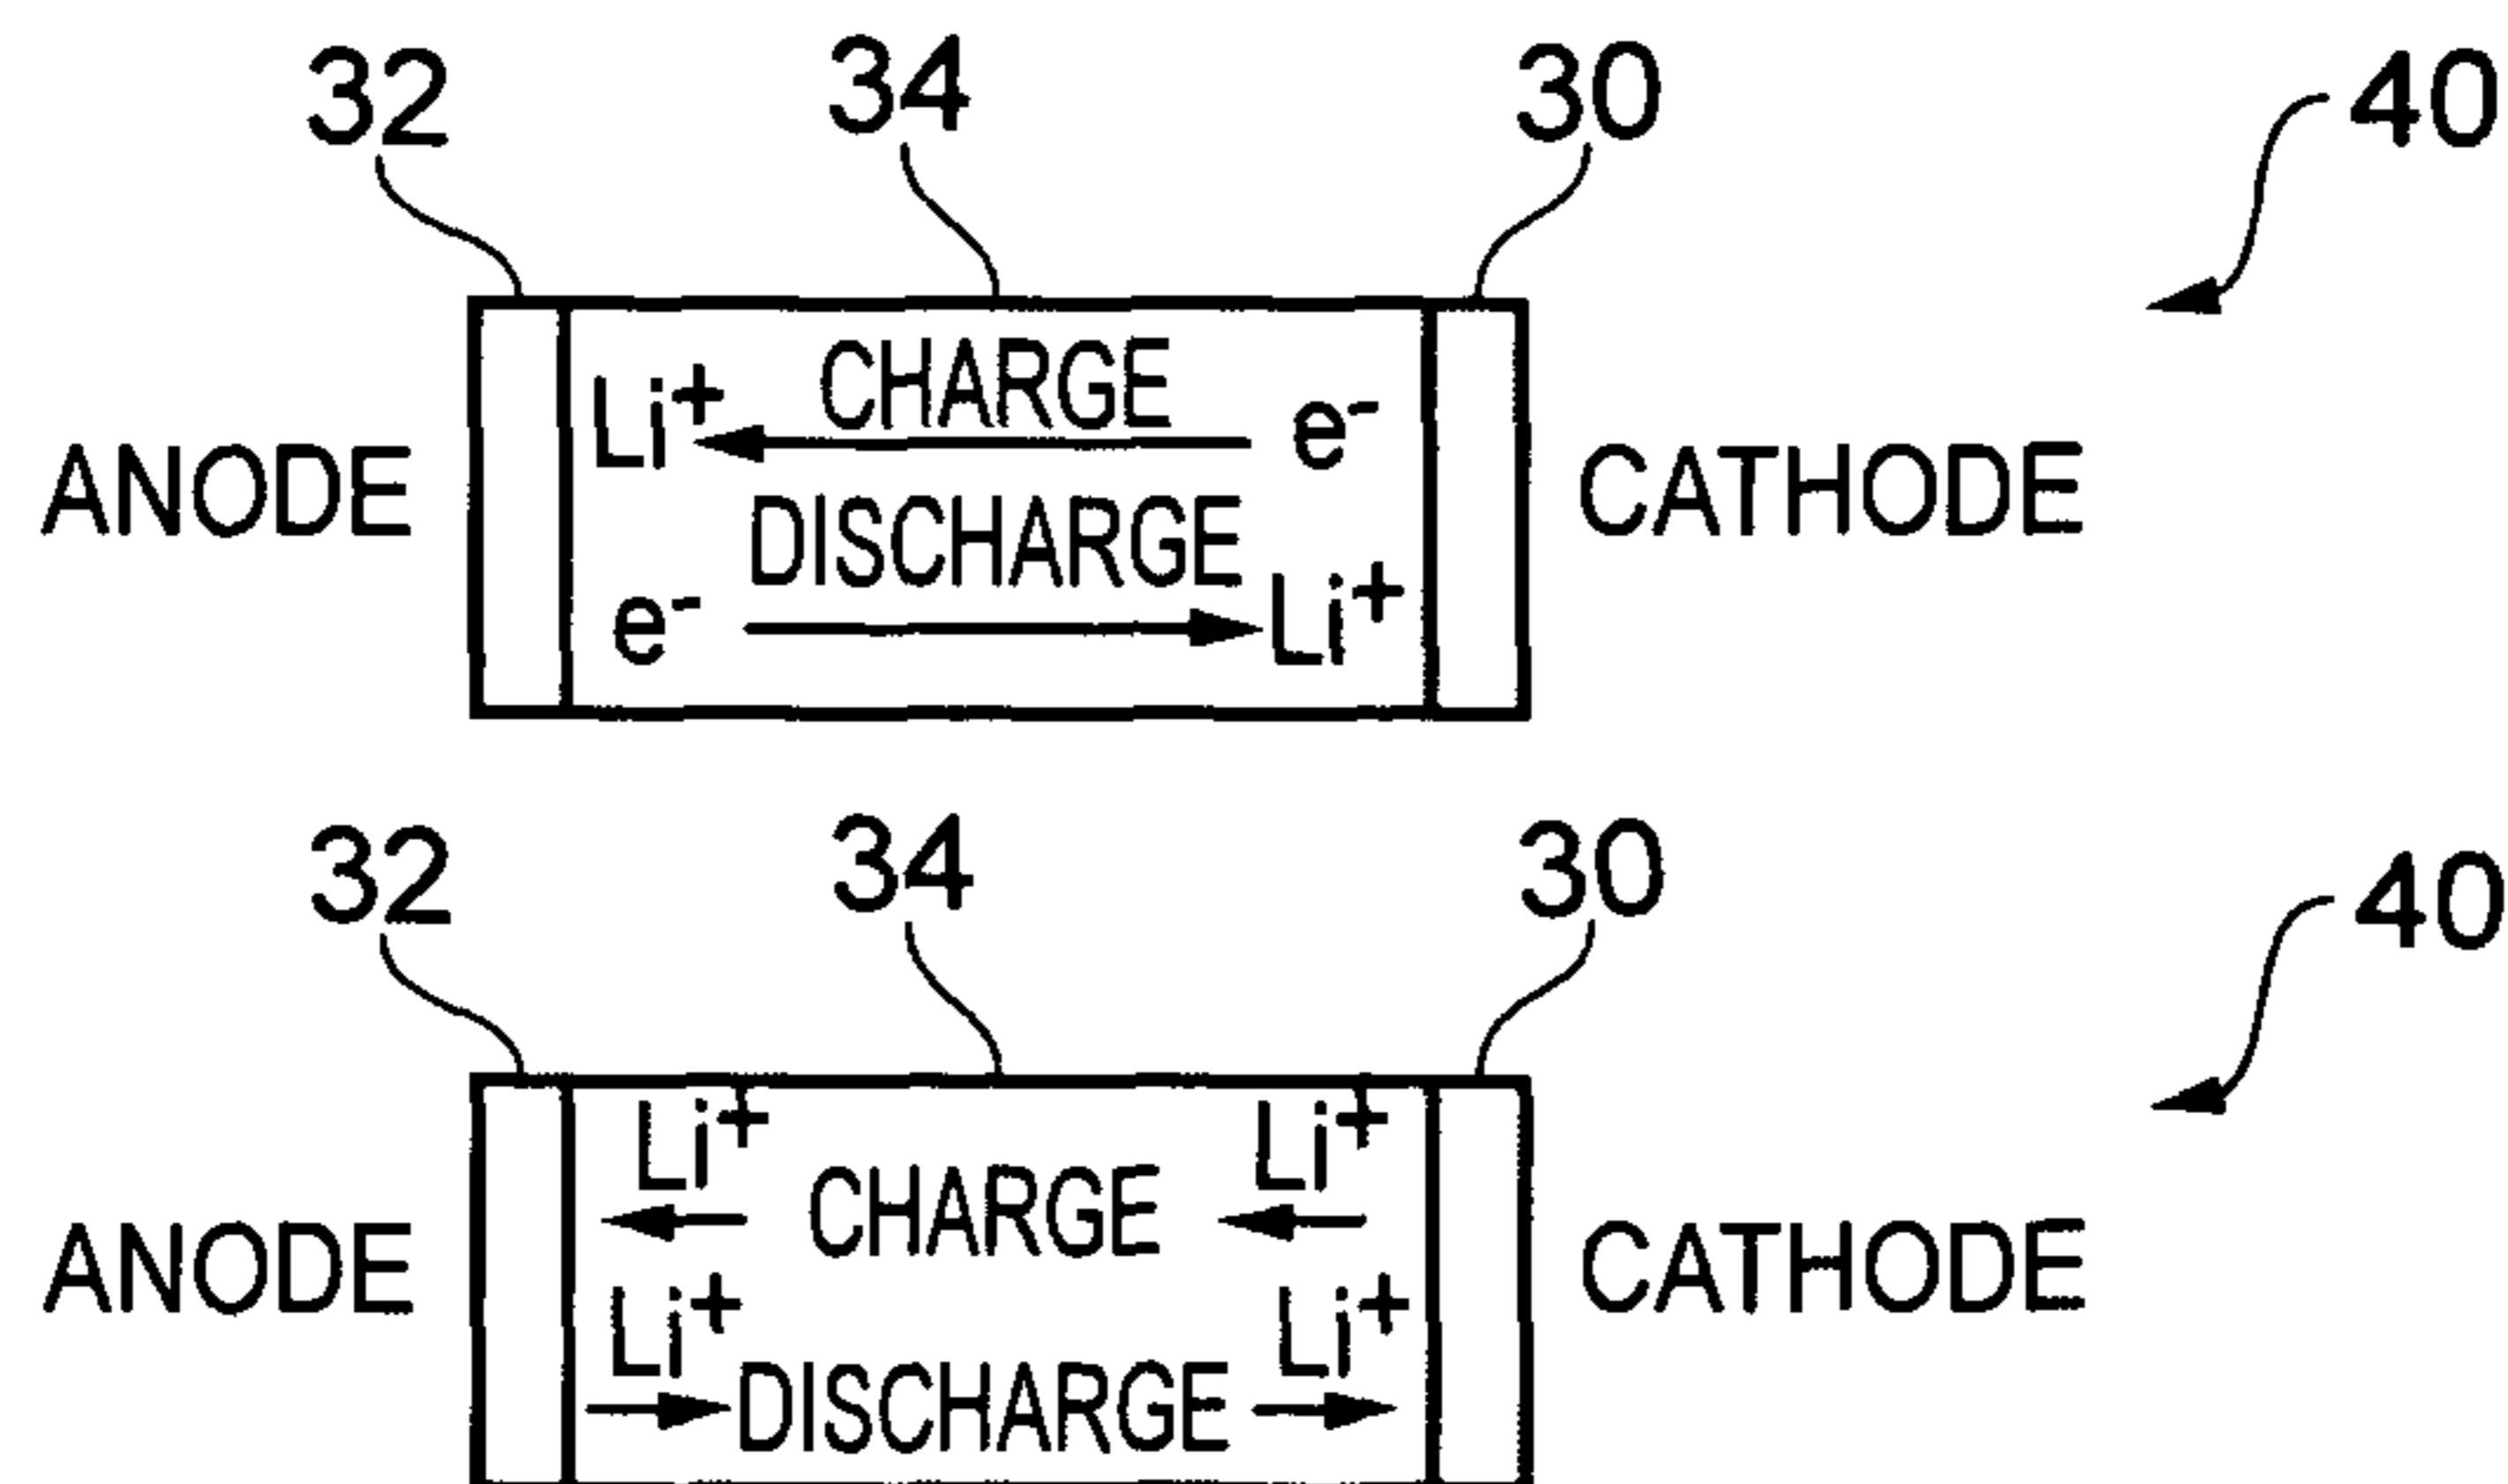 32 34 30 40
Li+ CHARGE e-
ANODE CATHODE
DISCHARGE
e- Li+
32 34 30 40
Li+ Li+
CHARGE
ANODE CATHODE
Li+ Li+
DISCHARGE